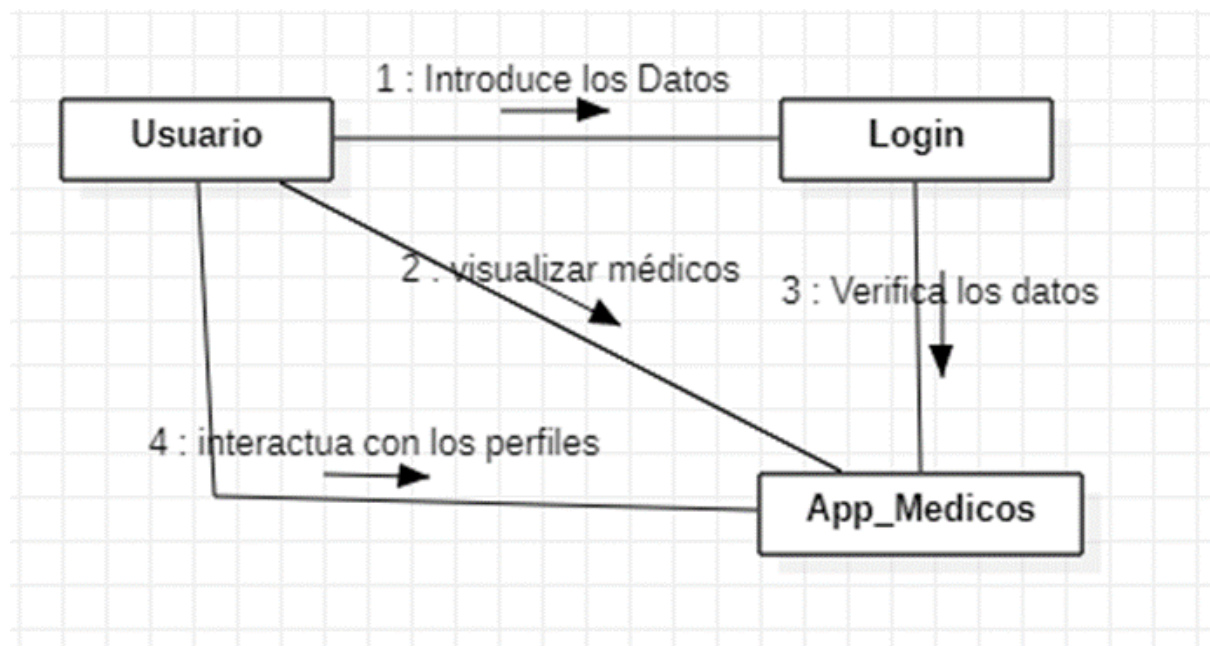 1 : Introduce los Datos
Usuario
Login
2 : visualizar médicos
3 : Verifica los datos
4 : interactua con los perfiles
App_Medicos